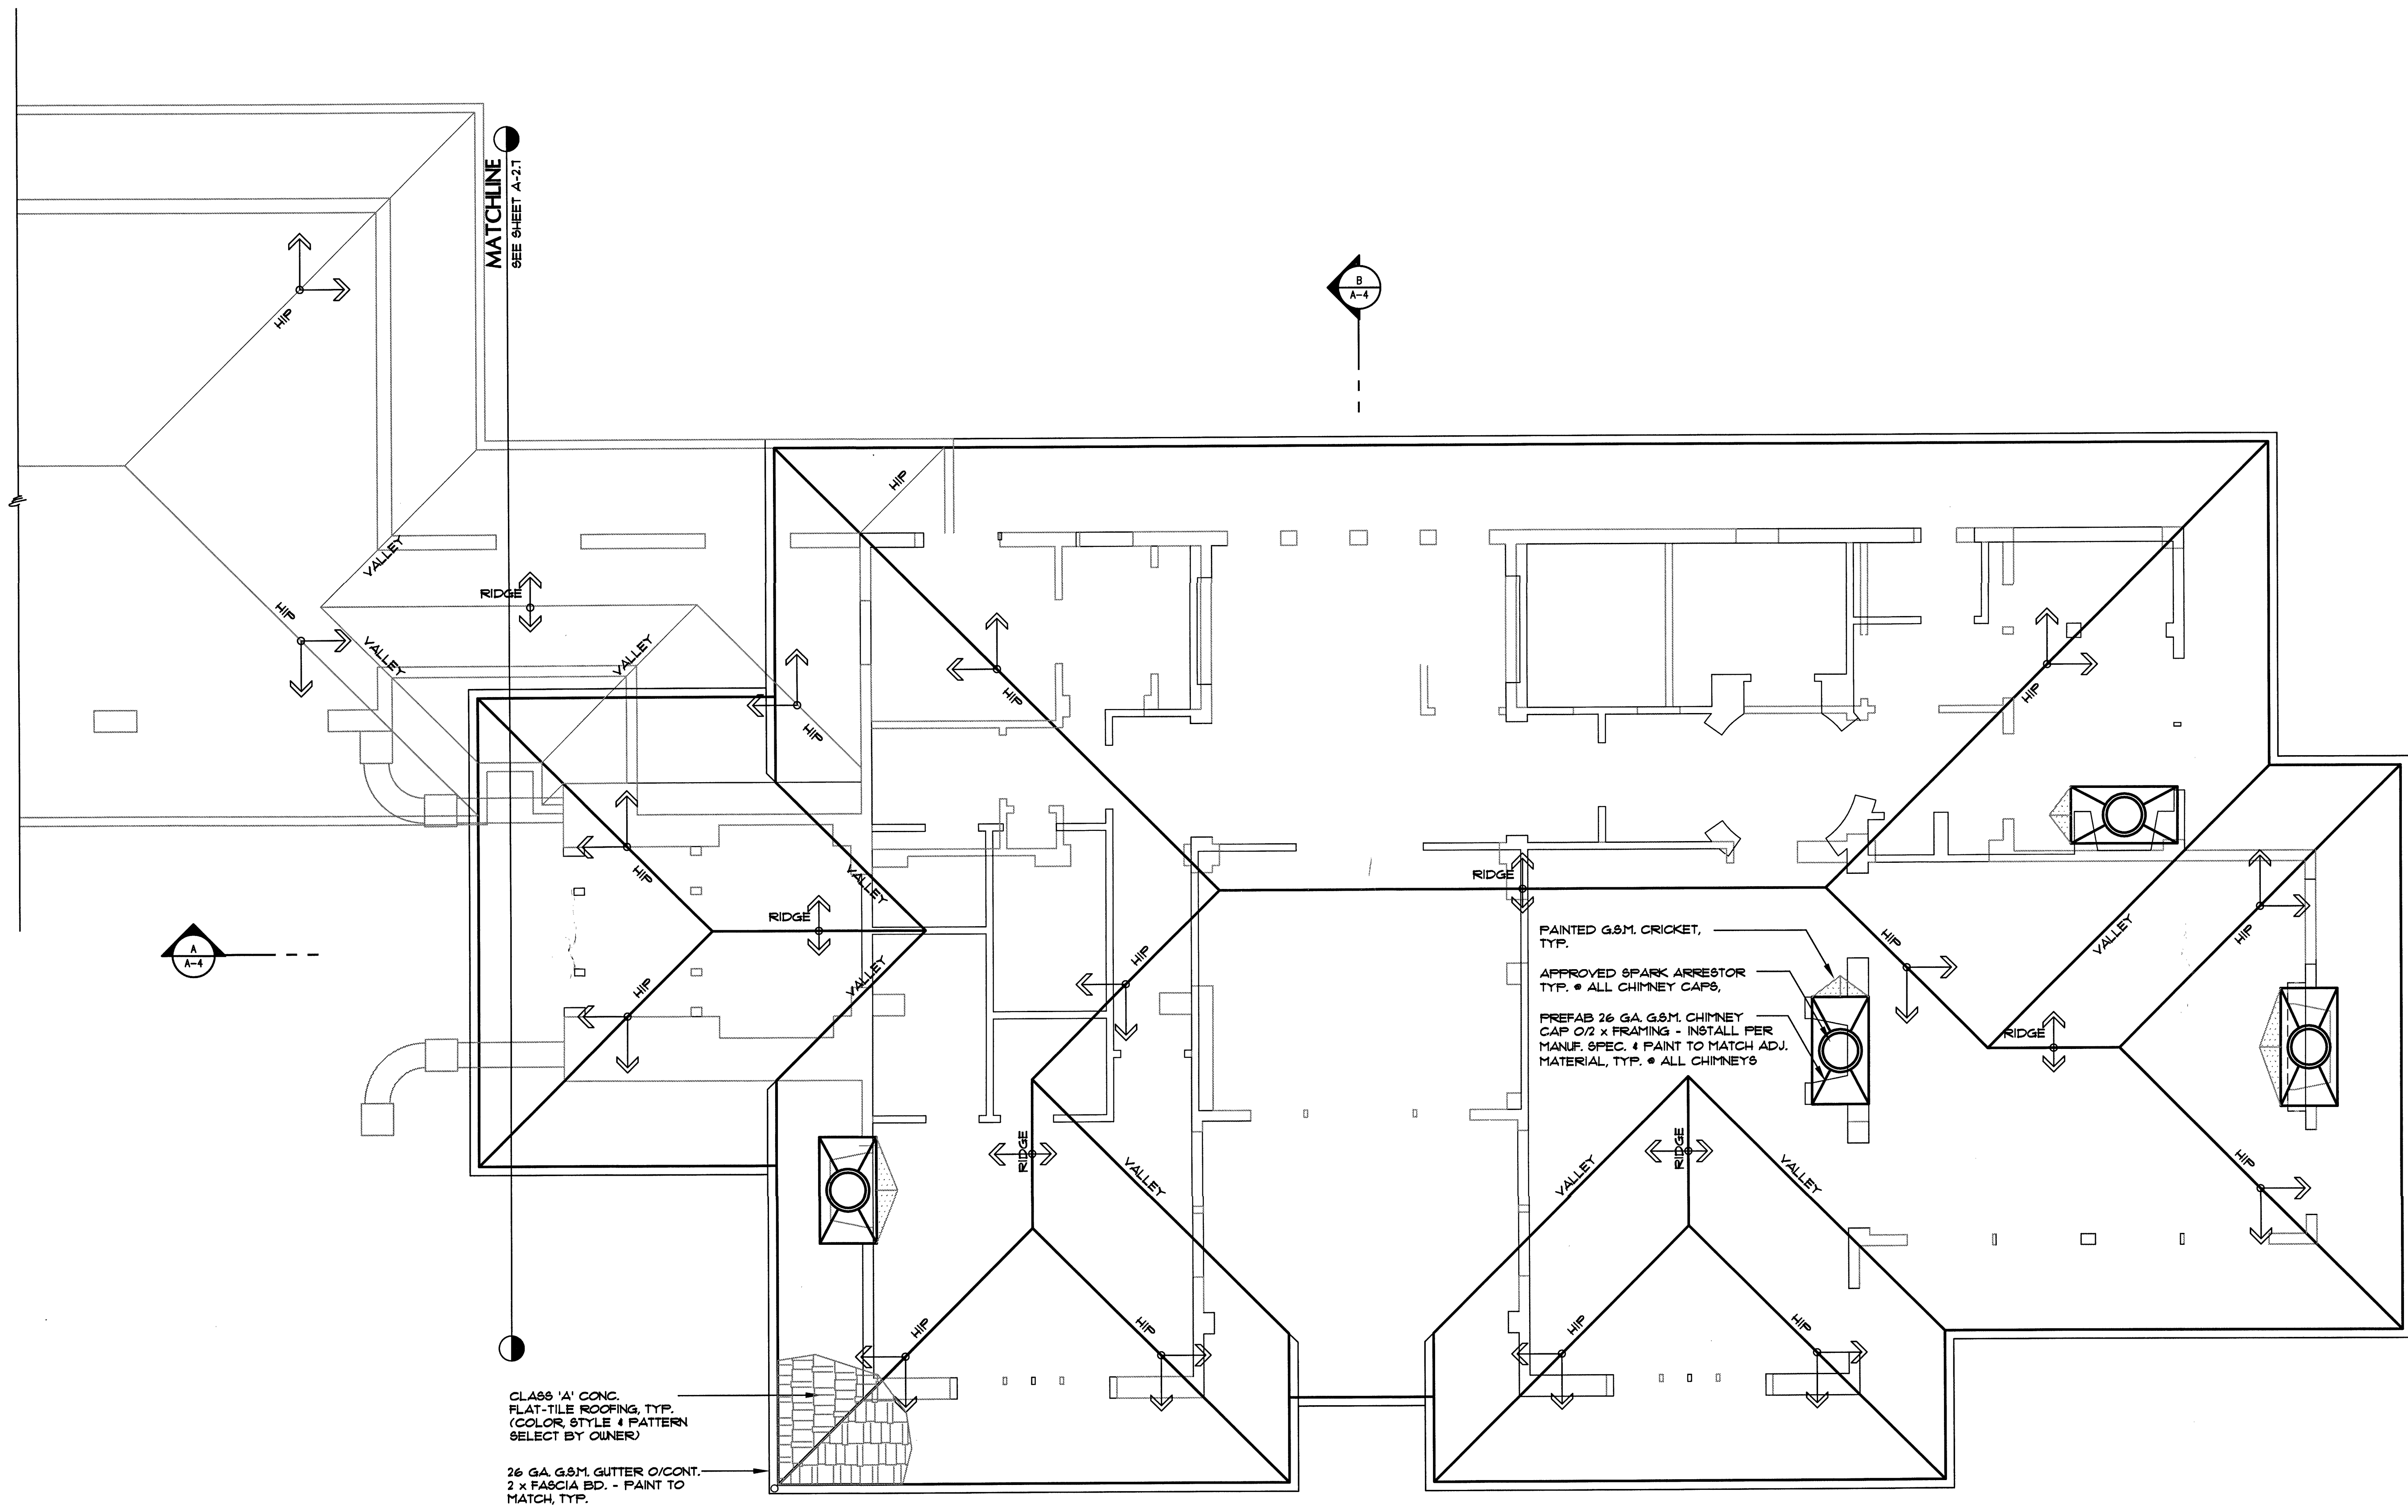 MATCHLINE
SEE SHEET A-2.7
B
A-4
HIP
HIP
VALLEY
RIDGE
HIP
VALLEY
VALLEY
HIP
HIP
HIP
HIP
VALLEY
RIDGE
RIDGE
HIP
A
A-4
VALLEY
HIP
HIP
HIP
VALLEY
HIP
RIDGE
PAINTED G.S.M. CRICKET,
TYP.
APPROVED SPARK ARRESTOR
TYP. @ ALL CHIMNEY CAPS,
PREFAB 26 GA. G.S.M. CHIMNEY
CAP O/2 x FRAMING - INSTALL PER
MANUF. SPEC. & PAINT TO MATCH ADJ.
MATERIAL, TYP. @ ALL CHIMNEYS
RIDGE
VALLEY
VALLEY
RIDGE
VALLEY
HIP
HIP
HIP
HIP
HIP
CLASS 'A' CONC.
FLAT-TILE ROOFING, TYP.
(COLOR, STYLE & PATTERN
SELECT BY OWNER)
26 GA. G.S.M. GUTTER O/CONT.
2 x FASCIA BD. - PAINT TO
MATCH, TYP.